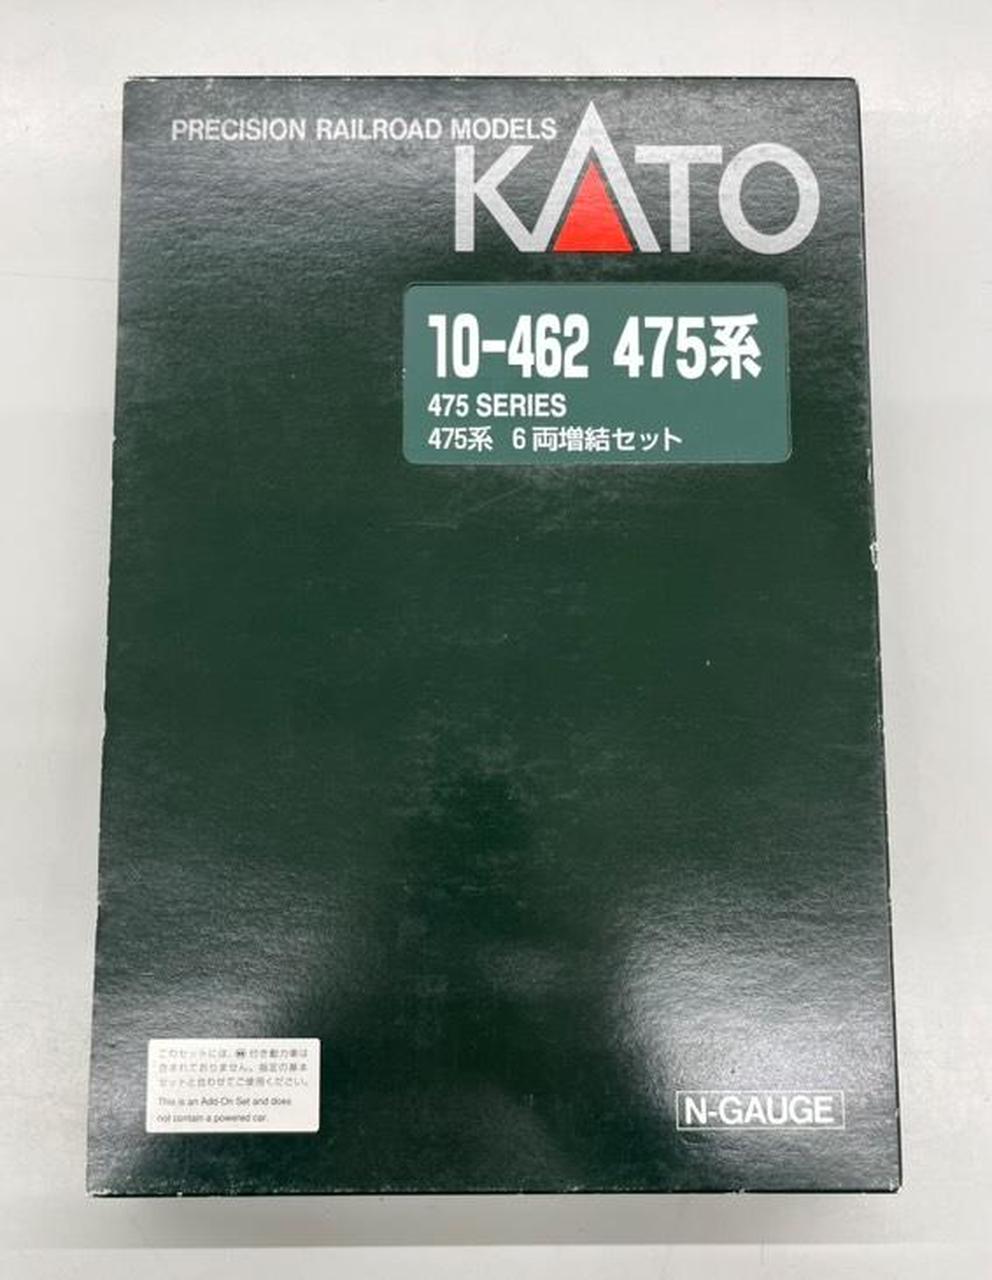 PRECISION RAILROAD MODELS
KATO
10-462 475系
475 SERIES
475系 6両増結セット
このセットには、M付き動力車は
含まれておりません。指定の基本
セットと合わせてご使用ください。
This is an Add-On Set and does
not contain a powered car.
N-GAUGE